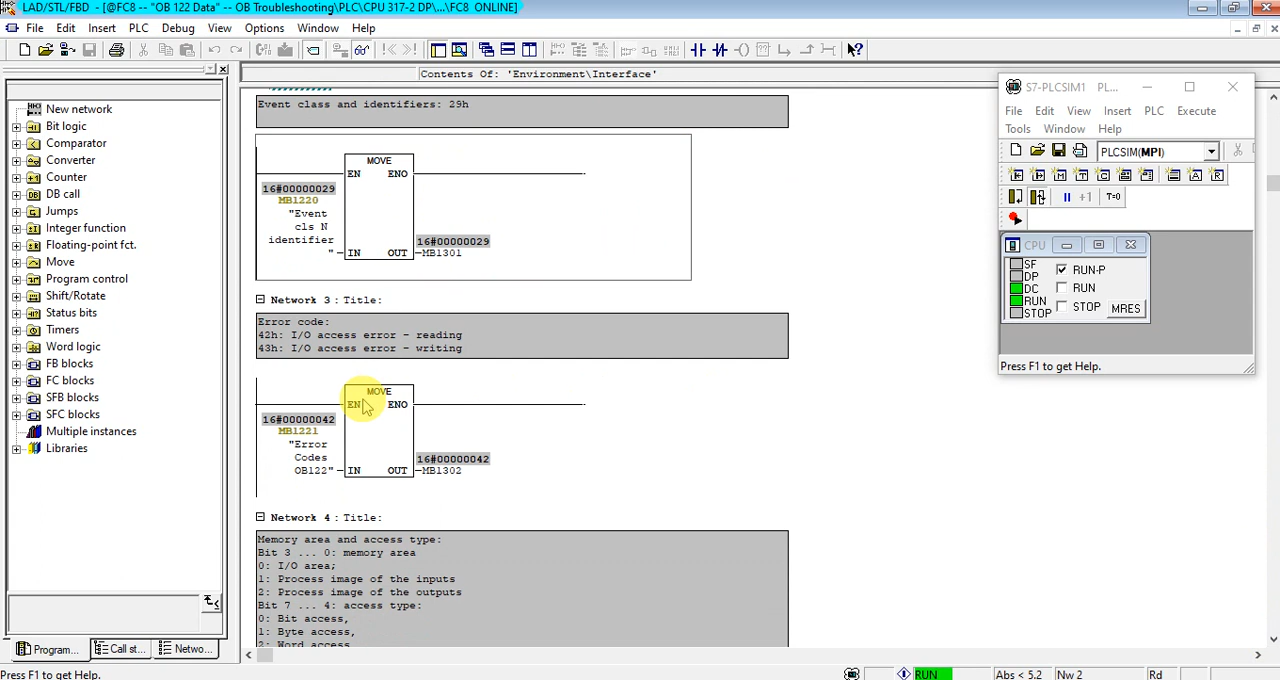 LAD/STL/FBD - [@FC8 -- "OB 122 Data" -- OB Troubleshooting\PLC\CPU 317-2 DP\...\FC8 ONLINE]
File Edit Insert PLC Debug View Options Window Help
Contents Of: 'Environment\Interface'
New network
Bit logic
Comparator
Converter
Counter
DB call
Jumps
Integer function
Floating-point fct.
Move
Program control
Shift/Rotate
Status bits
Timers
Word logic
FB blocks
FC blocks
SFB blocks
SFC blocks
Multiple instances
Libraries
Program...
Call st...
Netwo...
Event class and identifiers: 29h
MOVE
EN ENO
16#00000029
MB1220
"Event
cls N
identifier
" IN OUT
16#00000029
MB1301
Network 3 : Title:
Error code:
42h: I/O access error - reading
43h: I/O access error - writing
MOVE
EN ENO
16#00000042
MB1221
"Error
Codes
OB122" IN OUT
16#00000042
MB1302
Network 4 : Title:
Memory area and access type:
Bit 3 ... 0: memory area
0: I/O area;
1: Process image of the inputs
2: Process image of the outputs
Bit 7 ... 4: access type:
0: Bit access,
1: Byte access,
2: Word access
S7-PLCSIM1 PL...
File Edit View Insert PLC Execute
Tools Window Help
PLCSIM(MPI)
+1 T=0
CPU
SF
DP
DC
RUN
STOP
RUN-P
RUN
STOP
MRES
Press F1 to get Help.
Press F1 to get Help.
RUN
Abs < 5.2
Nw 2
Rd